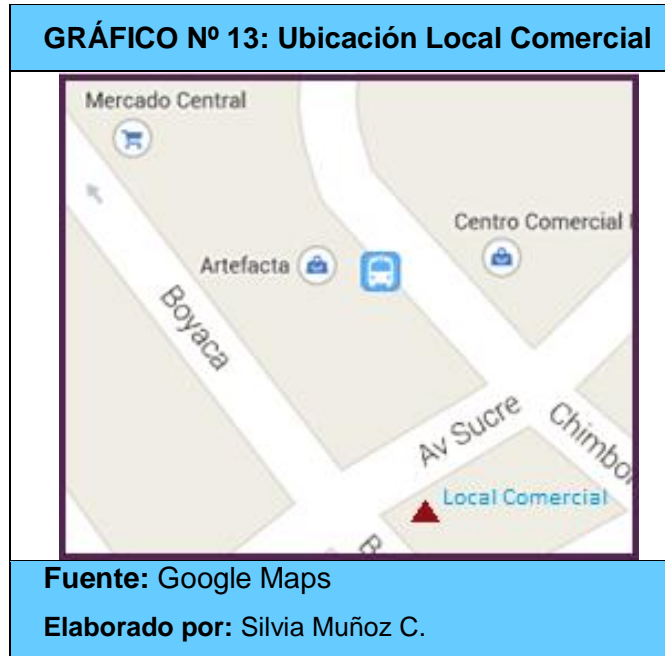 GRÁFICO Nº 13: Ubicación Local Comercial
Mercado Central
Centro Comercial
Artefacta
Boyaca
Av Sucre
Chimbo
Local Comercial
B
Fuente: Google Maps
Elaborado por: Silvia Muñoz C.